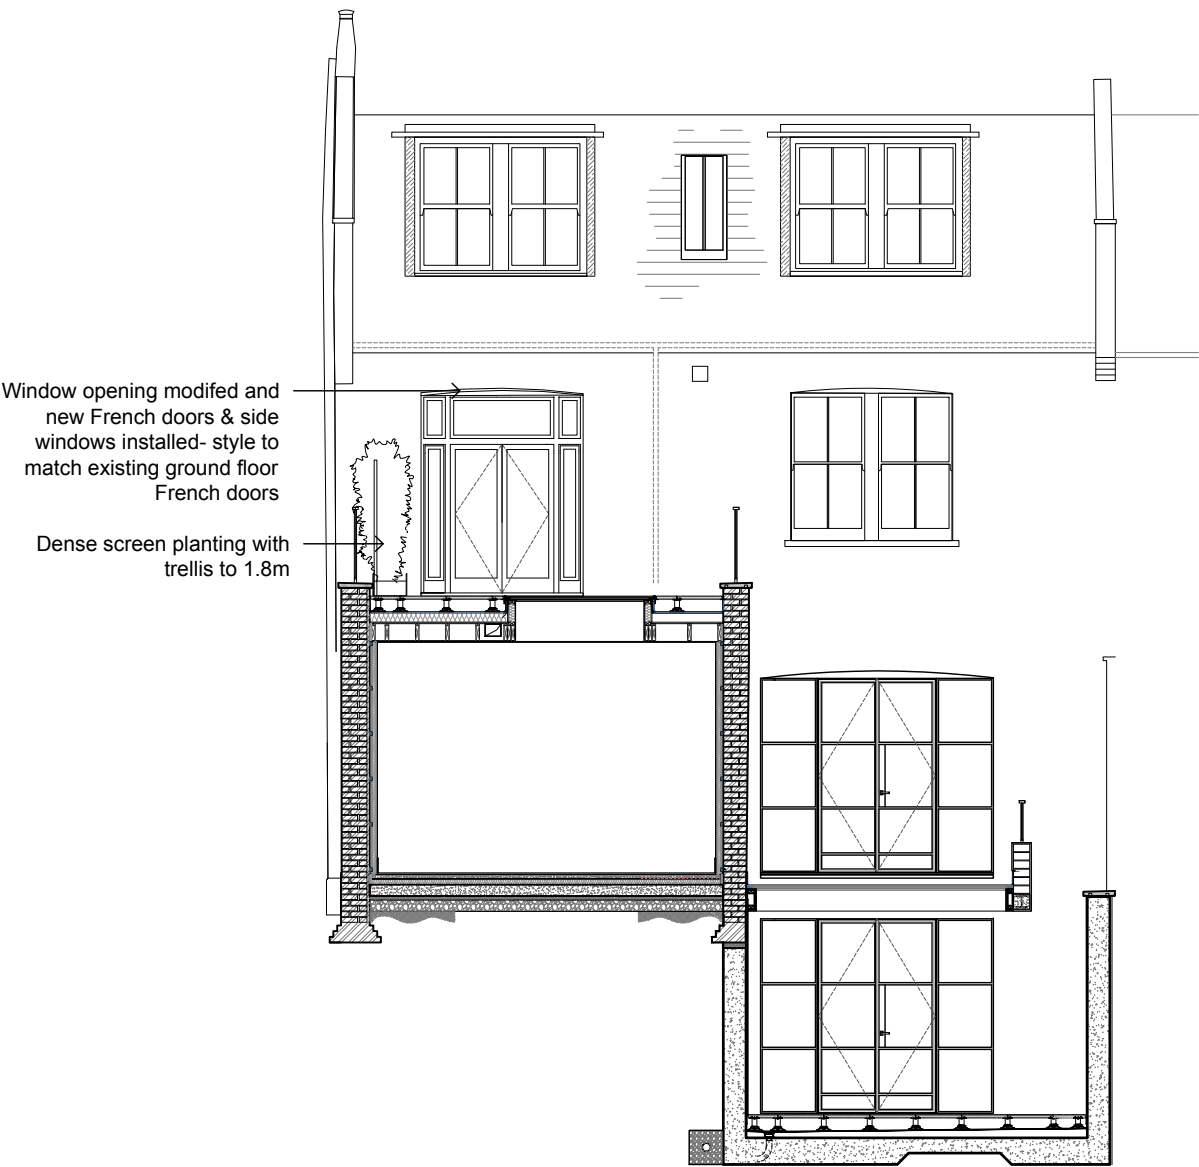 Window opening modifed and
new French doors & side
windows installed- style to
match existing ground floor
French doors
Dense screen planting with
trellis to 1.8m